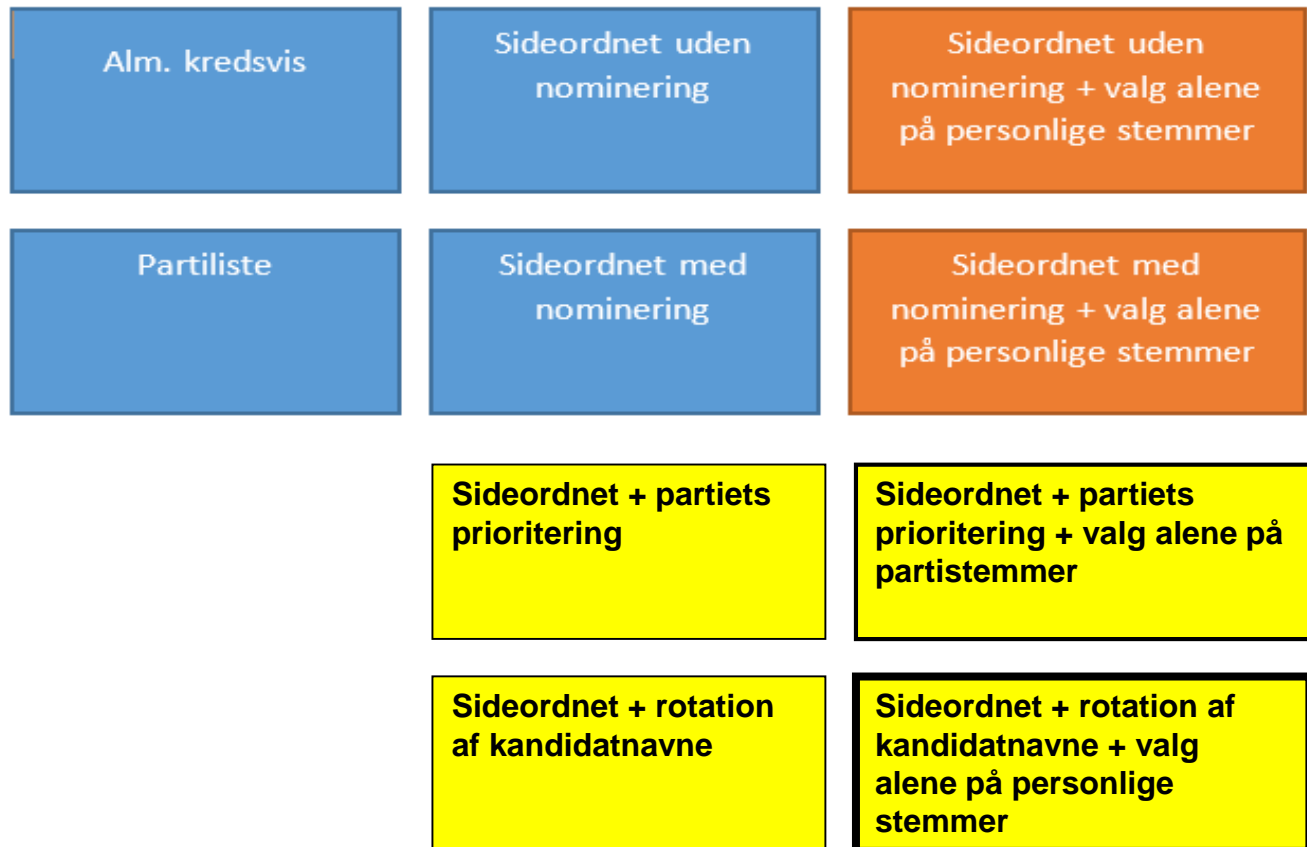 Alm. kredsvis
Sideordnet uden
nominering
Sideordnet uden
nominering + valg alene
på personlige stemmer
Partiliste
Sideordnet med
nominering
Sideordnet med
nominering + valg alene
på personlige stemmer
Sideordnet + partiets
prioritering
Sideordnet + partiets
prioritering + valg alene på
partistemmer
Sideordnet + rotation
af kandidatnavne
Sideordnet + rotation af
kandidatnavne + valg
alene på personlige
stemmer